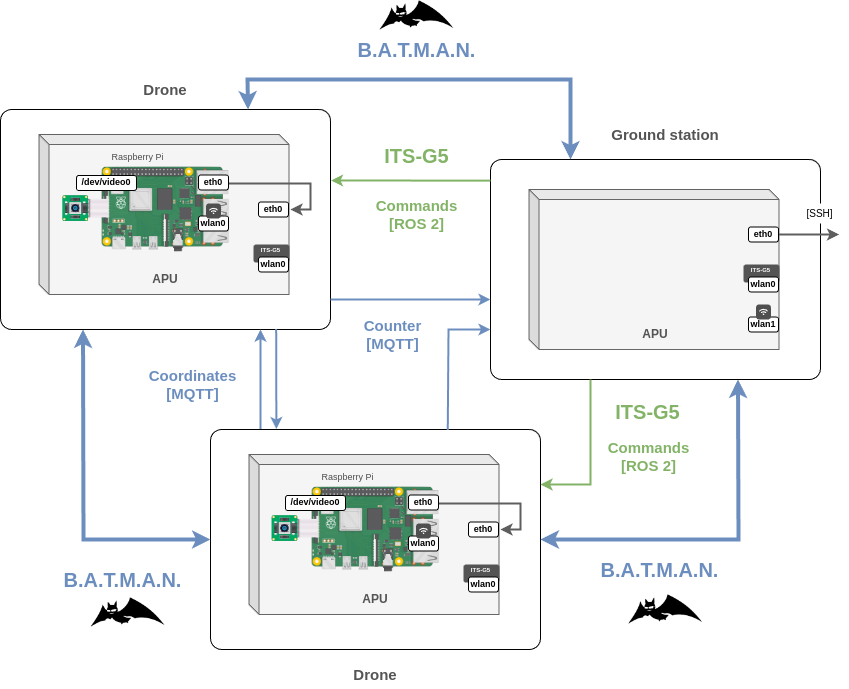 B.A.T.M.A.N.
Drone
Ground station
Raspberry Pi
/dev/video0
eth0
wlan0
eth0
ITS-G5
wlan0
APU
ITS-G5
Commands
[ROS 2]
[SSH]
eth0
ITS-G5
wlan0
wlan1
APU
Counter
[MQTT]
Coordinates
[MQTT]
ITS-G5
Commands
[ROS 2]
Raspberry Pi
/dev/video0
eth0
wlan0
eth0
ITS-G5
wlan0
APU
B.A.T.M.A.N.
B.A.T.M.A.N.
Drone